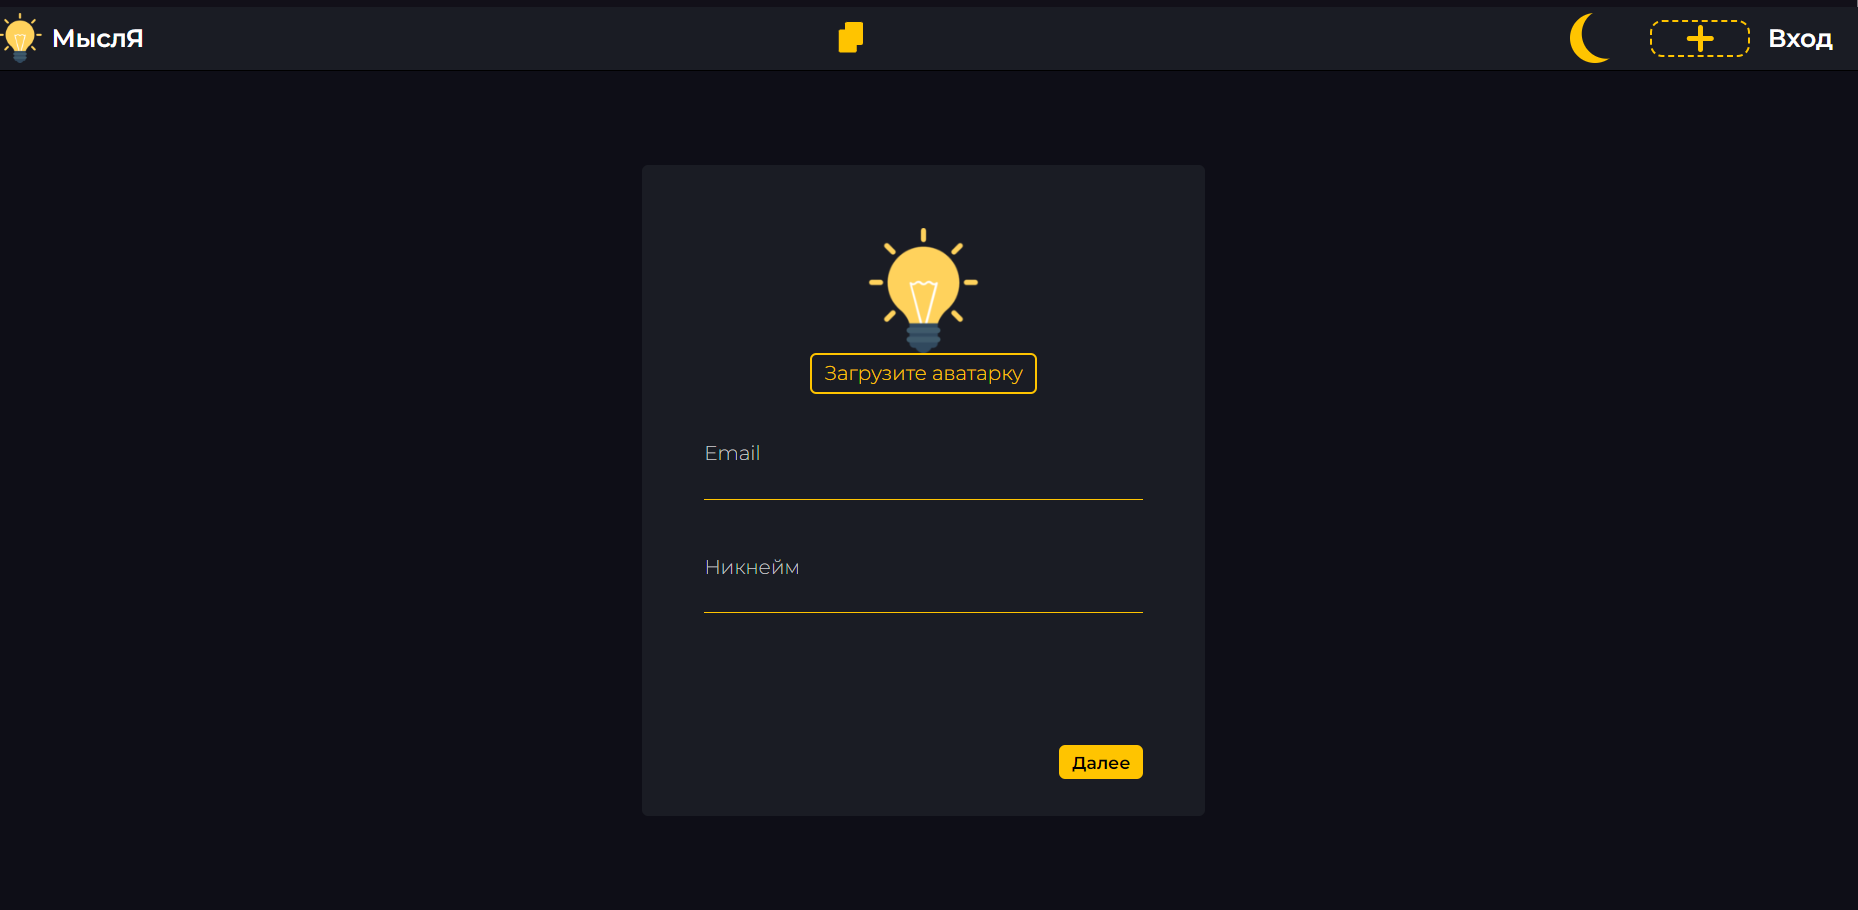 МыслЯ
Вход
Загрузите аватарку
Email
Никнейм
Далее